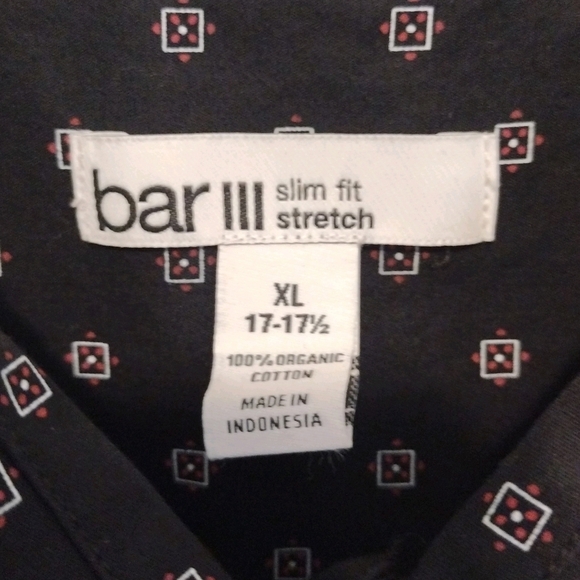 bar III slim fit
stretch
XL
17-17½
100% ORGANIC
COTTON
MADE IN
INDONESIA